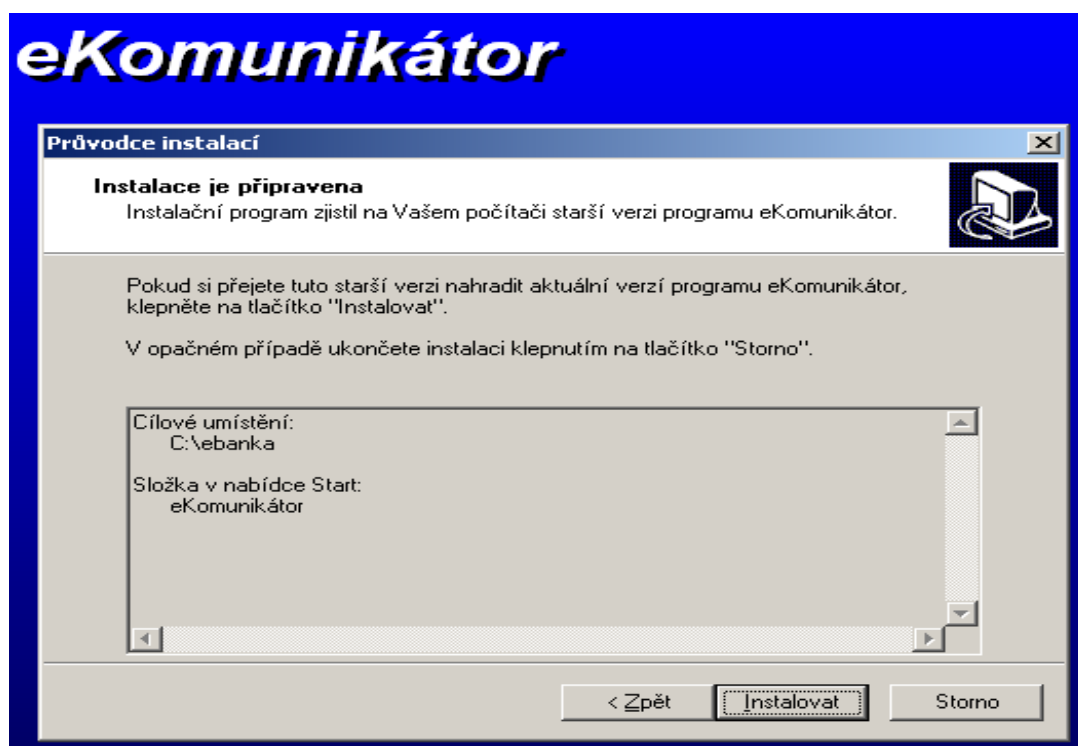 eKomunikátor
Průvodce instalací
Instalace je připravena
Instalační program zjistil na Vašem počítači starší verzi programu eKomunikátor.
Pokud si přejete tuto starší verzi nahradit aktuální verzí programu eKomunikátor,
klepněte na tlačítko "Instalovat".
V opačném případě ukončete instalaci klepnutím na tlačítko "Storno".
Cílové umístění:
C:\ebanka
Složka v nabídce Start:
eKomunikátor
< Zpět
Instalovat
Storno